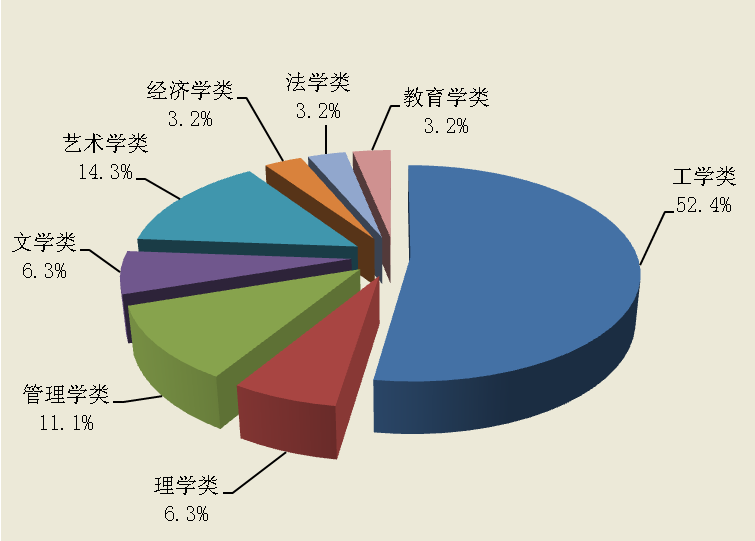 经济学类
3.2%
法学类
3.2%
教育学类
3.2%
艺术学类
14.3%
工学类
52.4%
文学类
6.3%
管理学类
11.1%
理学类
6.3%